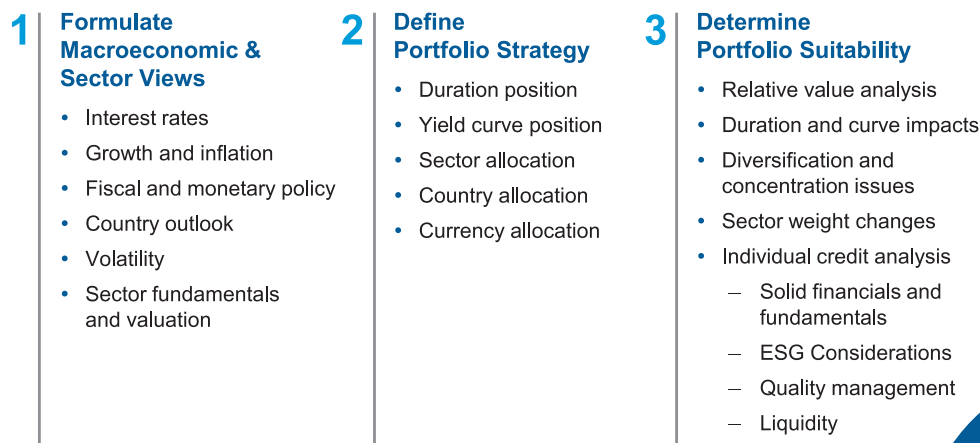 1
Formulate
Macroeconomic &
Sector Views
• Interest rates
• Growth and inflation
• Fiscal and monetary policy
• Country outlook
• Volatility
• Sector fundamentals
and valuation
2
Define
Portfolio Strategy
• Duration position
• Yield curve position
• Sector allocation
• Country allocation
• Currency allocation
3
Determine
Portfolio Suitability
• Relative value analysis
• Duration and curve impacts
• Diversification and
concentration issues
• Sector weight changes
• Individual credit analysis
– Solid financials and
fundamentals
– ESG Considerations
– Quality management
– Liquidity